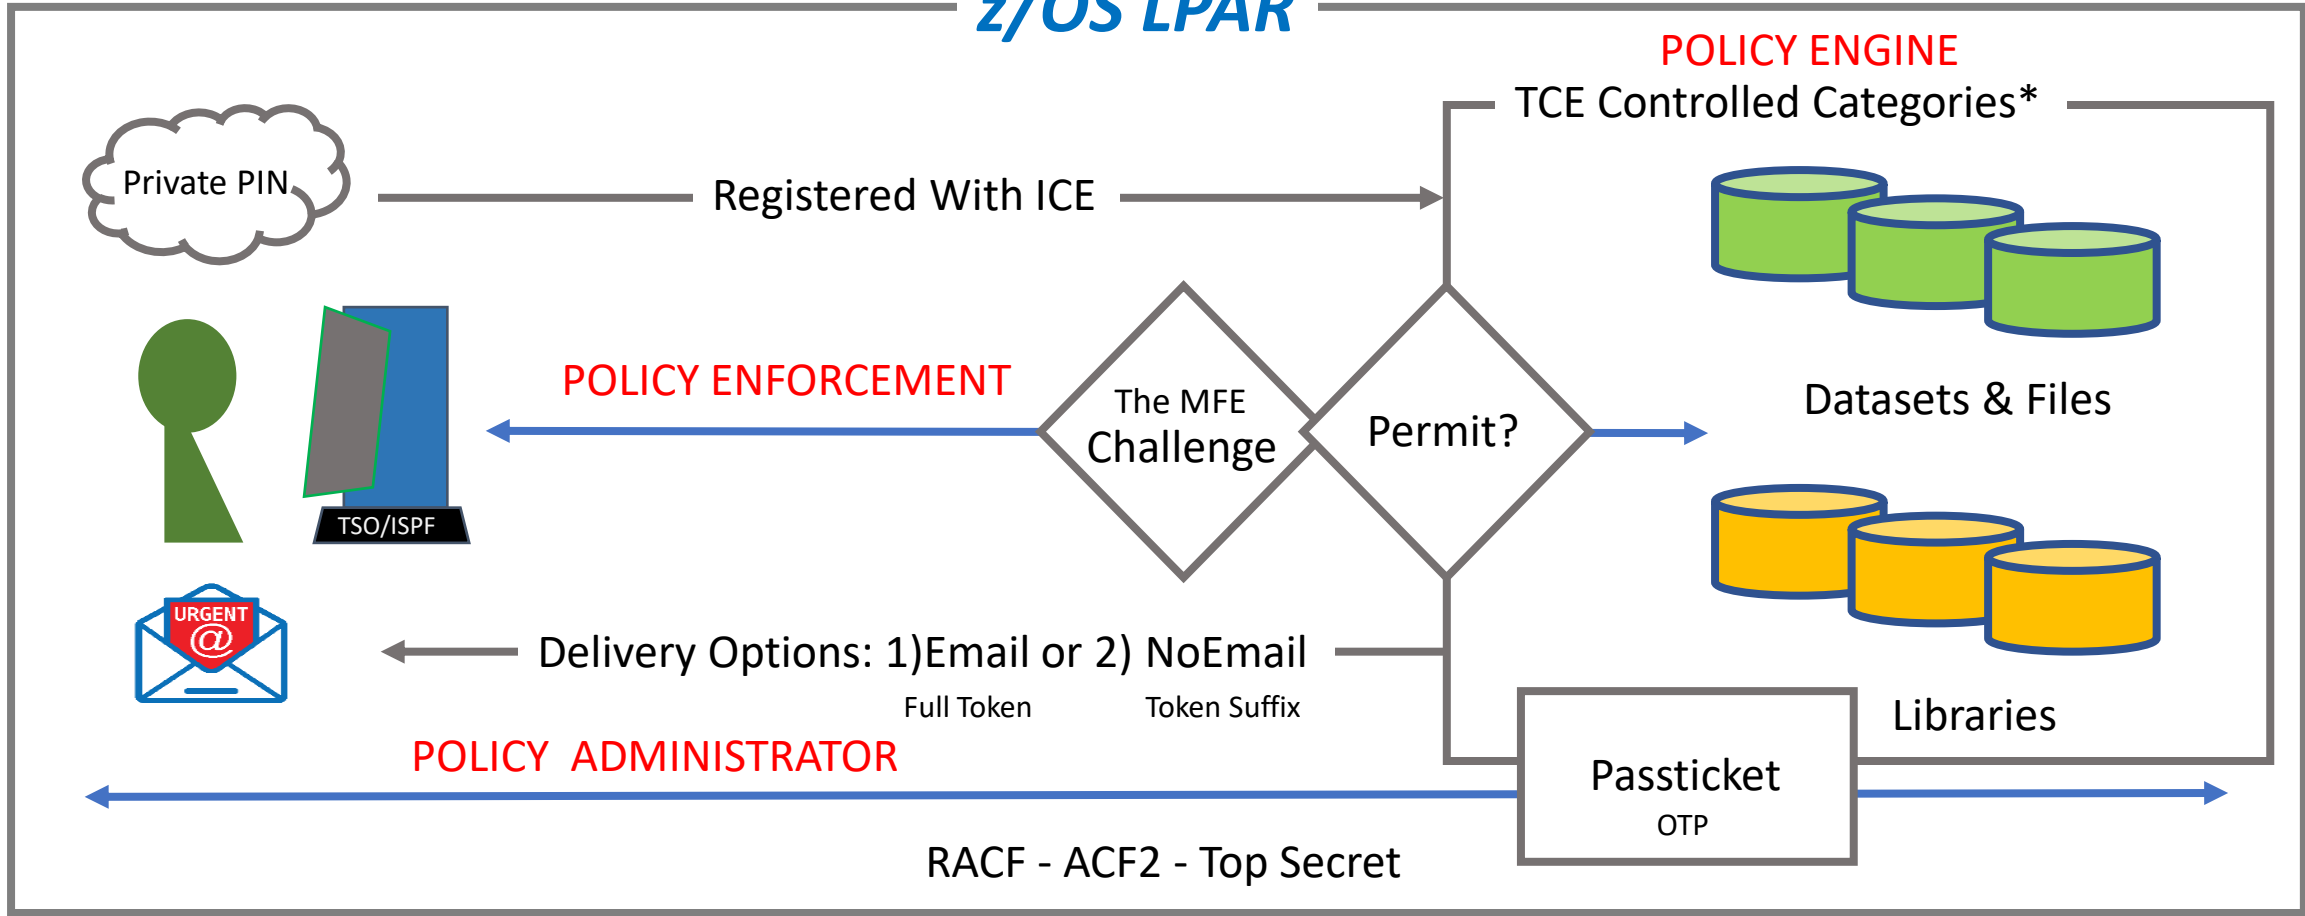 z/OS LPAR
POLICY ENGINE
TCE Controlled Categories*
Private PIN
Registered With ICE
POLICY ENFORCEMENT
The MFE
Challenge
Permit?
Datasets & Files
TSO/ISPF
URGENT
@
Delivery Options: 1)Email or 2) NoEmail
Full Token
Token Suffix
Libraries
POLICY  ADMINISTRATOR
Passticket
OTP
RACF - ACF2 - Top Secret